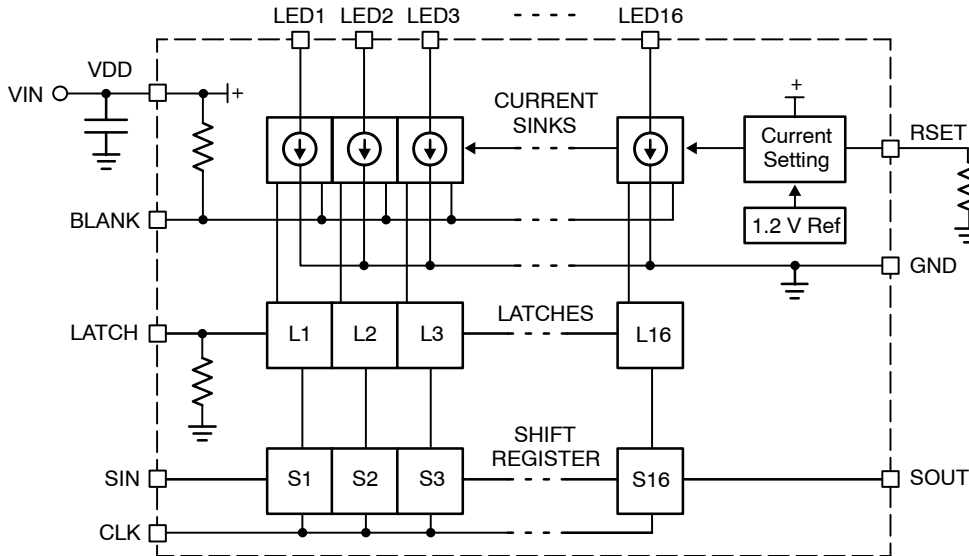 LED1 LED2 LED3 LED16
VDD
VIN
+
CURRENT
SINKS
+
Current
Setting
RSET
BLANK
1.2 V Ref
GND
LATCH
L1 L2 L3
LATCHES
L16
SIN
S1 S2 S3
SHIFT
REGISTER
S16
SOUT
CLK